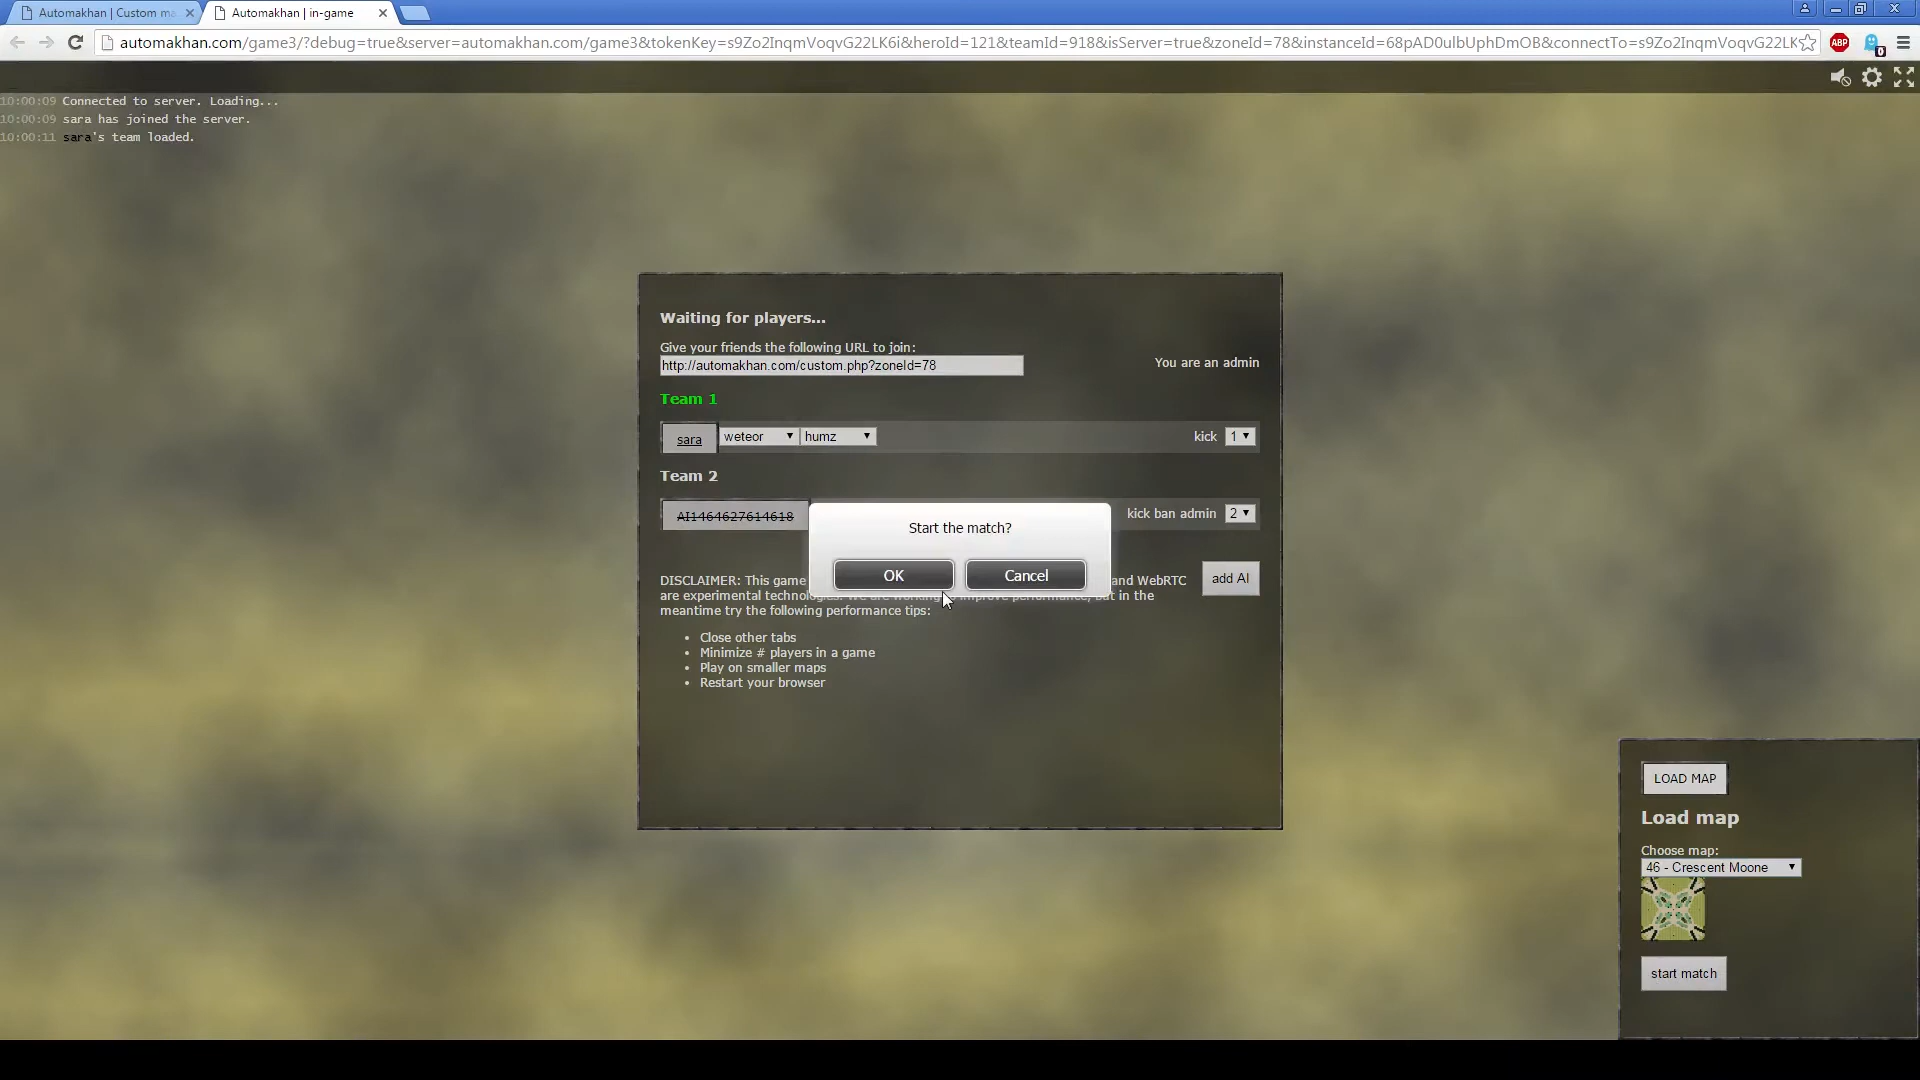 Automakhan | Custom ma
Automakhan | in-game
automakhan.com/game3/?debug=true&server=automakhan.com/game3&tokenKey=s9Zo2InqmVoqvG22LK6i&heroId=121&teamId=918&isServer=true&zoneId=78&instanceId=68pAD0ulbUphDmOB&connectTo=s9Zo2InqmVoqvG22LK
ABP
0
10:00:09 Connected to server. Loading...
10:00:09 sara has joined the server.
10:00:11 sara's team loaded.
Waiting for players...
Give your friends the following URL to join:
http://automakhan.com/custom.php?zoneId=78
You are an admin
Team 1
sara weteor humz kick 1
Team 2
AI1464627614618 kick ban admin 2
Start the match?
OK Cancel
add AI
DISCLAIMER: This game and WebRTC
are experimental technologies. We are working to improve performance, but in the
meantime try the following performance tips:
Close other tabs
Minimize # players in a game
Play on smaller maps
Restart your browser
LOAD MAP
Load map
Choose map:
46 - Crescent Moone
start match